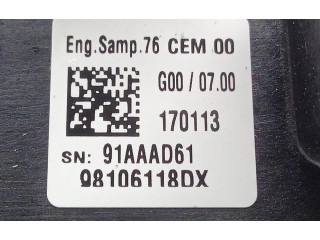 Eng.Samp.76 CEM 00
G00 / 07.00
170113
SN: 91AAAD61
98106118DX